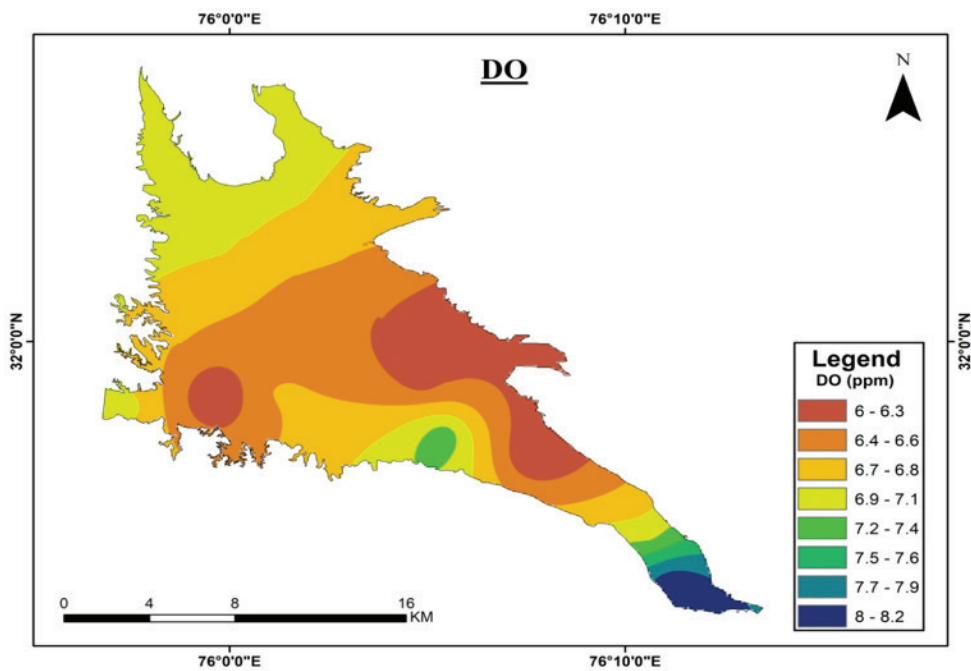 76°0'0"E
76°10'0"E
DO
N
32°0'0"N
32°0'0"N
Legend
DO (ppm)
6 - 6.3
6.4 - 6.6
6.7 - 6.8
6.9 - 7.1
7.2 - 7.4
7.5 - 7.6
7.7 - 7.9
8 - 8.2
0 4 8 16
KM
76°0'0"E
76°10'0"E